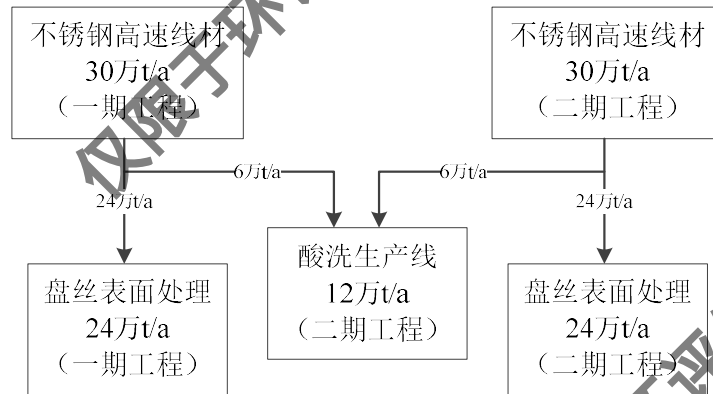 不锈钢高速线材
30万t/a
（一期工程）
不锈钢高速线材
30万t/a
（二期工程）
6万t/a
6万t/a
24万t/a
24万t/a
盘丝表面处理
24万t/a
（一期工程）
酸洗生产线
12万t/a
（二期工程）
盘丝表面处理
24万t/a
（二期工程）
仅限于环